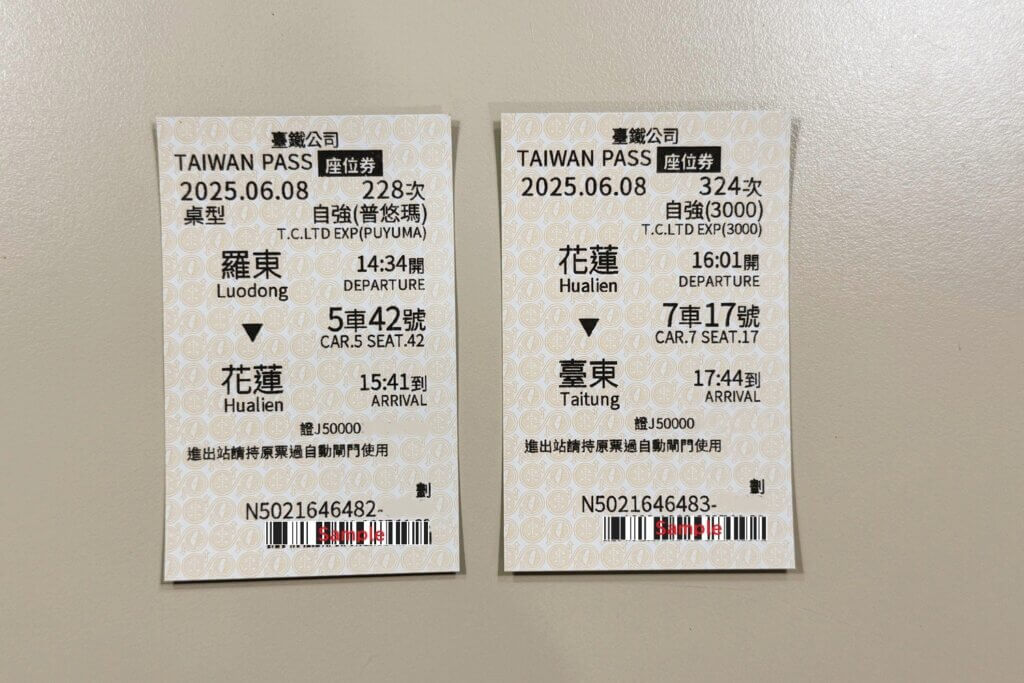 臺鐵公司
TAIWAN PASS 座位券
2025.06.08 228次
桌型 自強(普悠瑪)
T.C.LTD EXP(PUYUMA)
羅東 14:34開
Luodong DEPARTURE
▼ 5車42號
CAR.5 SEAT.42
花蓮 15:41到
Hualien ARRIVAL
證J50000
進出站請持原票過自動閘門使用
劃
N5021646482-
Sample
臺鐵公司
TAIWAN PASS 座位券
2025.06.08 324次
自強(3000)
T.C.LTD EXP(3000)
花蓮 16:01開
Hualien DEPARTURE
▼ 7車17號
CAR.7 SEAT.17
臺東 17:44到
Taitung ARRIVAL
證J50000
進出站請持原票過自動閘門使用
劃
N5021646483-
Sample